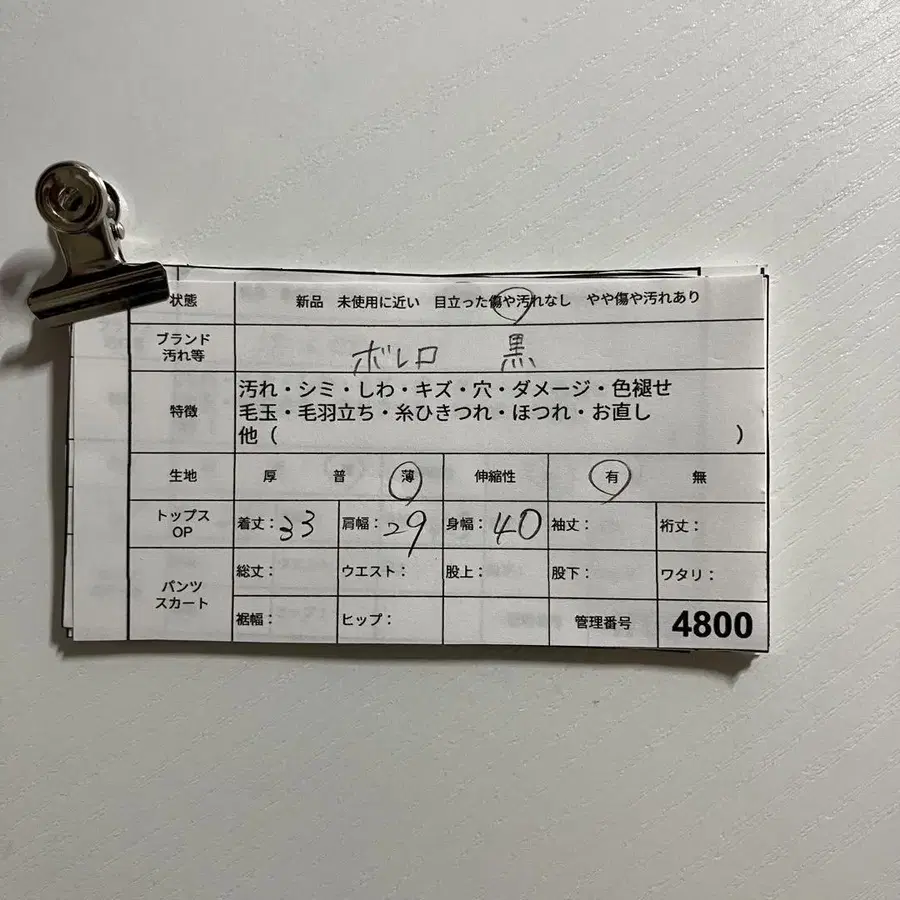 状態 新品 未使用に近い 目立った傷や汚れなし やや傷や汚れあり
ブランド
汚れ等 ボレロ 黒
特徴 汚れ・シミ・しわ・キズ・穴・ダメージ・色褪せ
毛玉・毛羽立ち・糸ひきつれ・ほつれ・お直し
他（ ）
生地 厚 普 薄 伸縮性 有 無
トップス
OP 着丈：33 肩幅：29 身幅：40 袖丈： 裄丈：
パンツ
スカート 総丈： ウエスト： 股上： 股下： ワタリ：
裾幅： ヒップ： 管理番号 4800